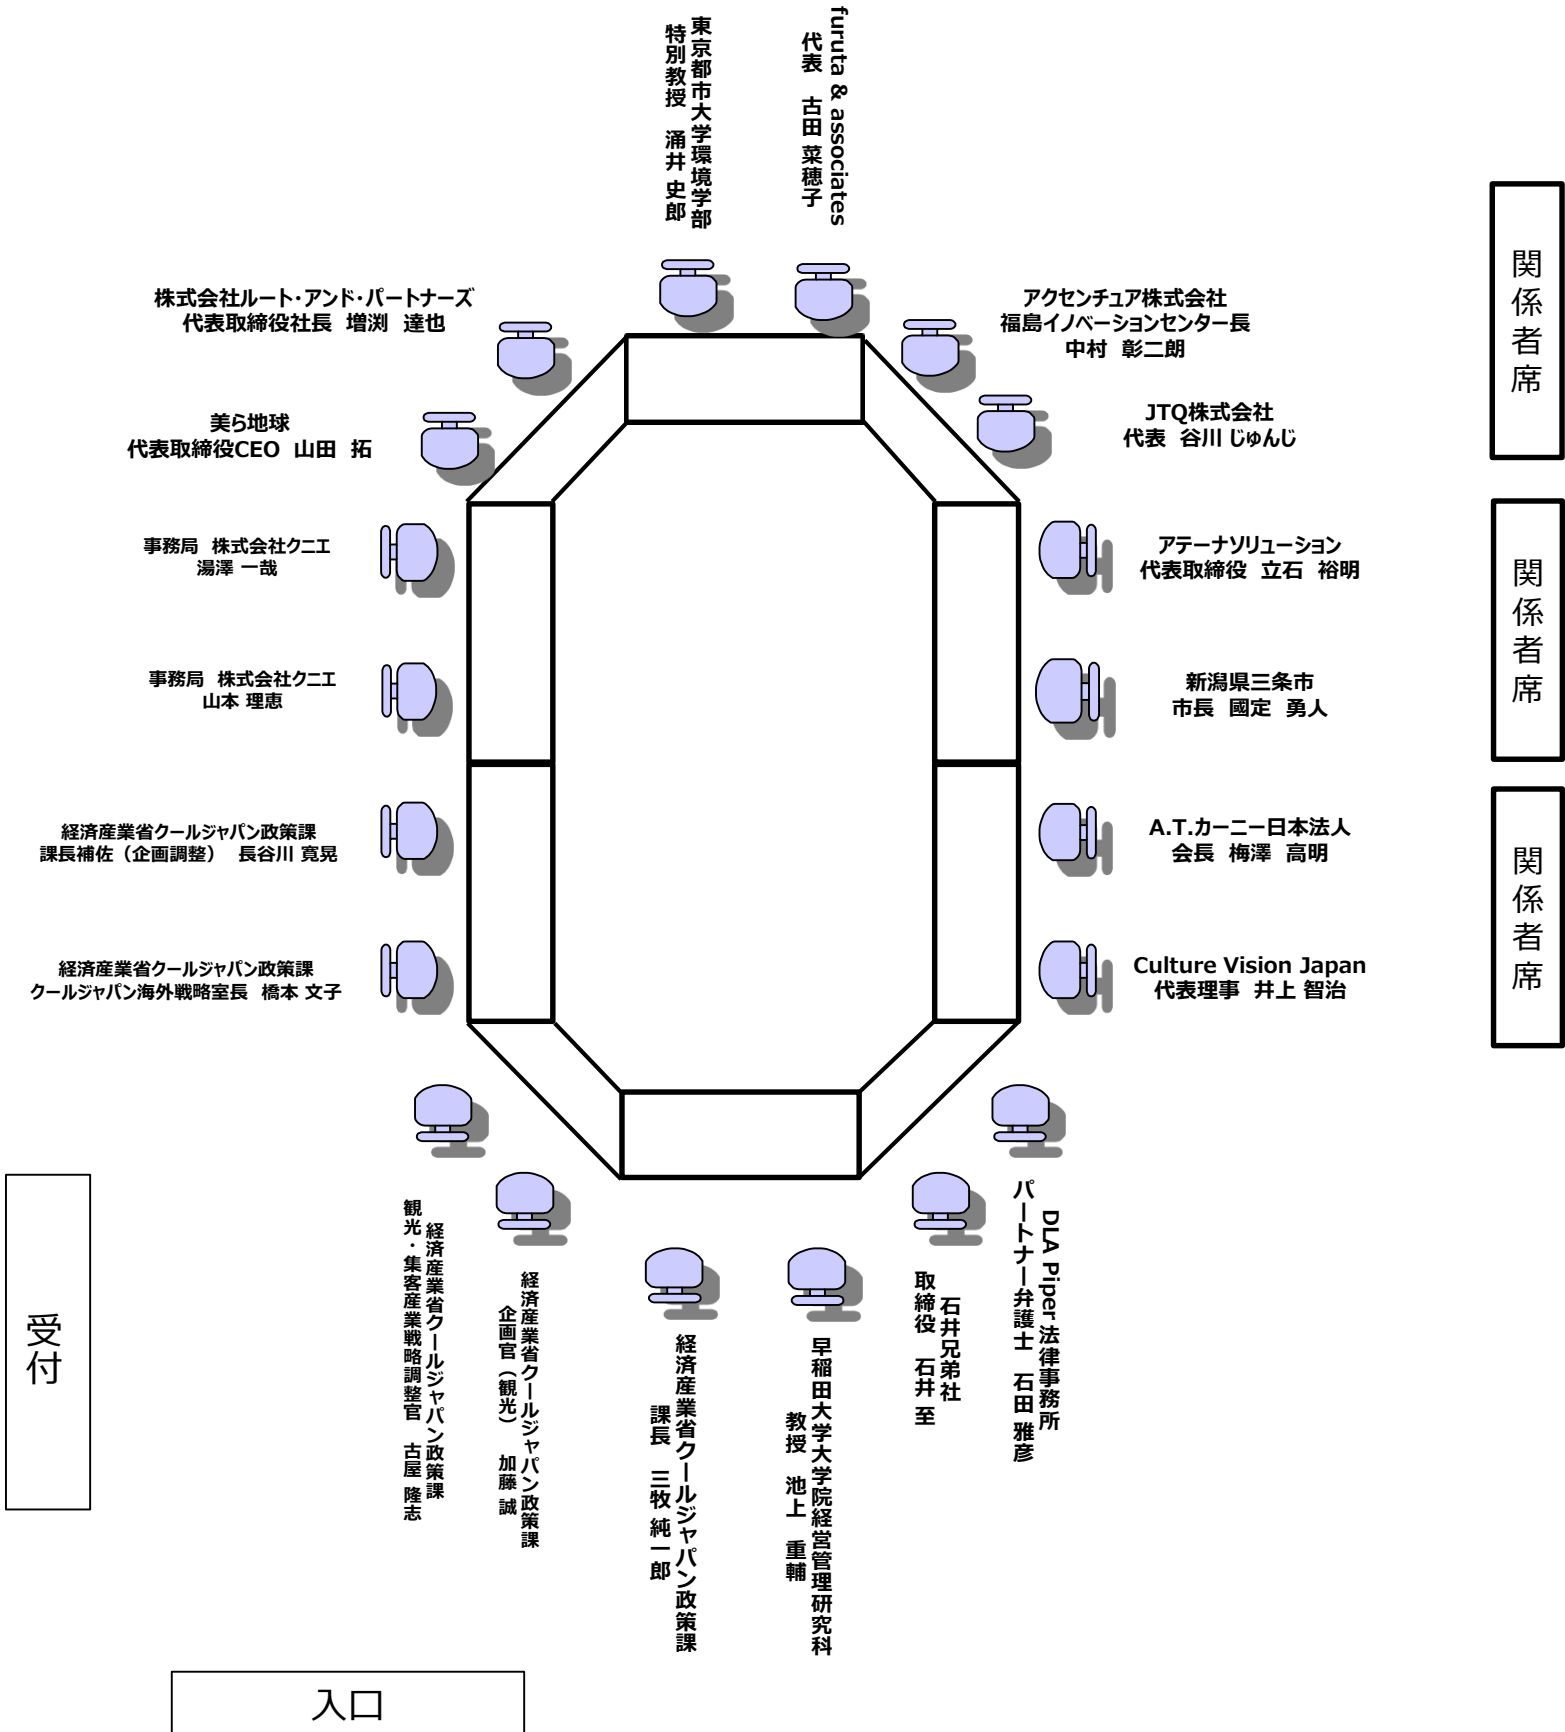 東京都市大学環境学部
特別教授　涌井 史郎
furuta & associates
代表　古田 菜穂子
株式会社ルート・アンド・パートナーズ
代表取締役社長　増渕　達也
アクセンチュア株式会社
福島イノベーションセンター長
中村　彰二朗
美ら地球
代表取締役CEO　山田　拓
JTQ株式会社
代表　谷川 じゅんじ
事務局　株式会社クニエ
湯澤 一哉
アテーナソリューション
代表取締役　立石　裕明
事務局　株式会社クニエ
山本 理恵
新潟県三条市
市長　國定　勇人
経済産業省クールジャパン政策課
課長補佐（企画調整）　長谷川 寛晃
A.T.カーニー日本法人
会長　梅澤　高明
経済産業省クールジャパン政策課
クールジャパン海外戦略室長　橋本 文子
Culture Vision Japan
代表理事　井上 智治
経済産業省クールジャパン政策課
観光・集客産業戦略調整官　古屋 隆志
経済産業省クールジャパン政策課
企画官（観光）　加藤 誠
経済産業省クールジャパン政策課
課長　三牧 純一郎
早稲田大学大学院経営管理研究科
教授　池上　重輔
石井兄弟社
取締役　石井 至
DLA Piper 法律事務所
パートナー弁護士　石田 雅彦
関係者席
関係者席
関係者席
受付
入口